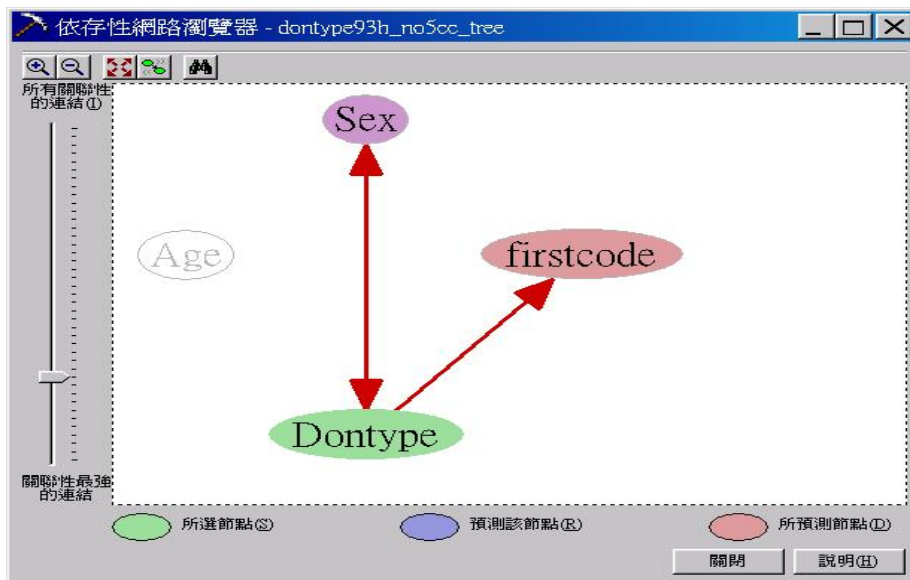 依存性網路瀏覽器 - dontype93h_no5cc_tree
所有關聯性
的連結(I)
Sex
Age
firstcode
Dontype
關聯性最強
的連結
所選節點(S)
預測該節點(R)
所預測節點(D)
關閉
說明(H)